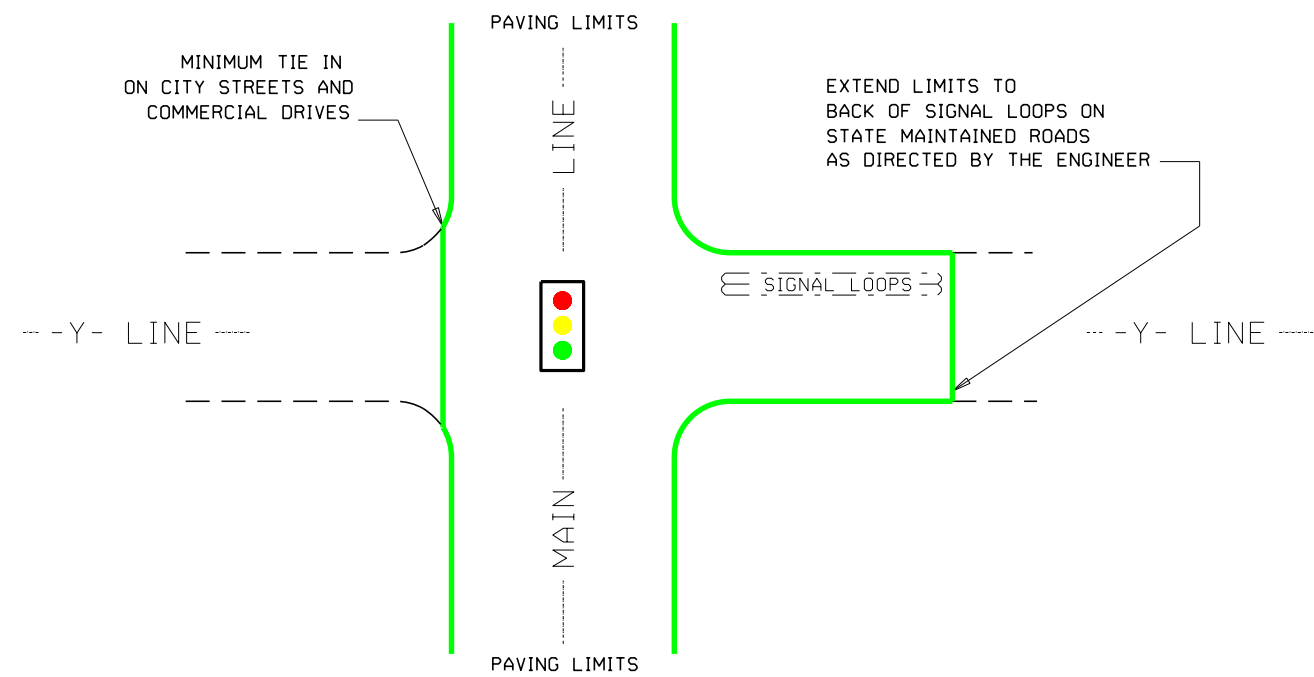 PAVING LIMITS
MINIMUM TIE IN
ON CITY STREETS AND
COMMERCIAL DRIVES
EXTEND LIMITS TO
BACK OF SIGNAL LOOPS ON
STATE MAINTAINED ROADS
AS DIRECTED BY THE ENGINEER
LINE
SIGNAL LOOPS
-Y- LINE
-Y- LINE
MAIN
PAVING LIMITS